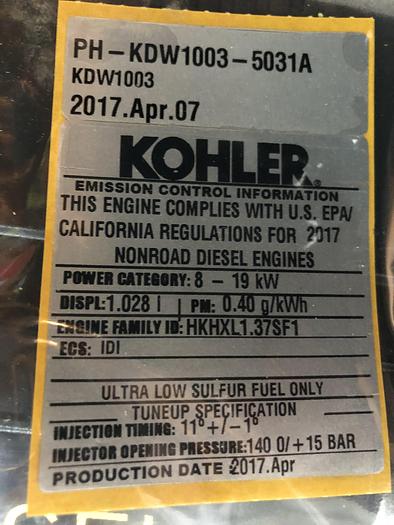 PH-KDW1003-5031A
KDW1003
2017.Apr.07
KOHLER®
EMISSION CONTROL INFORMATION
THIS ENGINE COMPLIES WITH U.S. EPA/
CALIFORNIA REGULATIONS FOR 2017
NONROAD DIESEL ENGINES
POWER CATEGORY: 8 - 19 kW
DISPL: 1.028 l | PM: 0.40 g/kWh
ENGINE FAMILY ID: HKHXL1.37SF1
ECS: IDI
ULTRA LOW SULFUR FUEL ONLY
TUNEUP SPECIFICATION
INJECTION TIMING: 11° +/- 1°
INJECTOR OPENING PRESSURE: 140 0/+15 BAR
PRODUCTION DATE 2017.Apr